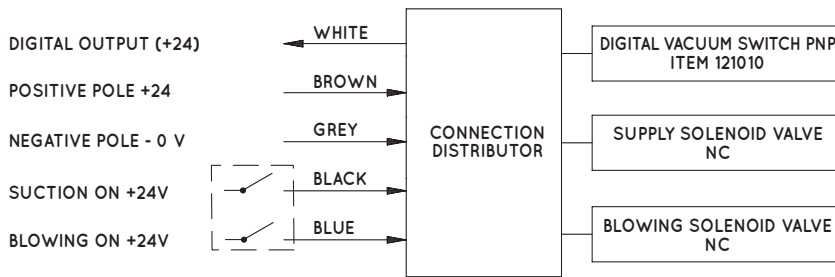 DIGITAL OUTPUT (+24)
WHITE
POSITIVE POLE +24
BROWN
NEGATIVE POLE - 0 V
GREY
SUCTION ON +24V
BLACK
BLOWING ON +24V
BLUE
CONNECTION
DISTRIBUTOR
DIGITAL VACUUM SWITCH PNP
ITEM 121010
SUPPLY SOLENOID VALVE
NC
BLOWING SOLENOID VALVE
NC